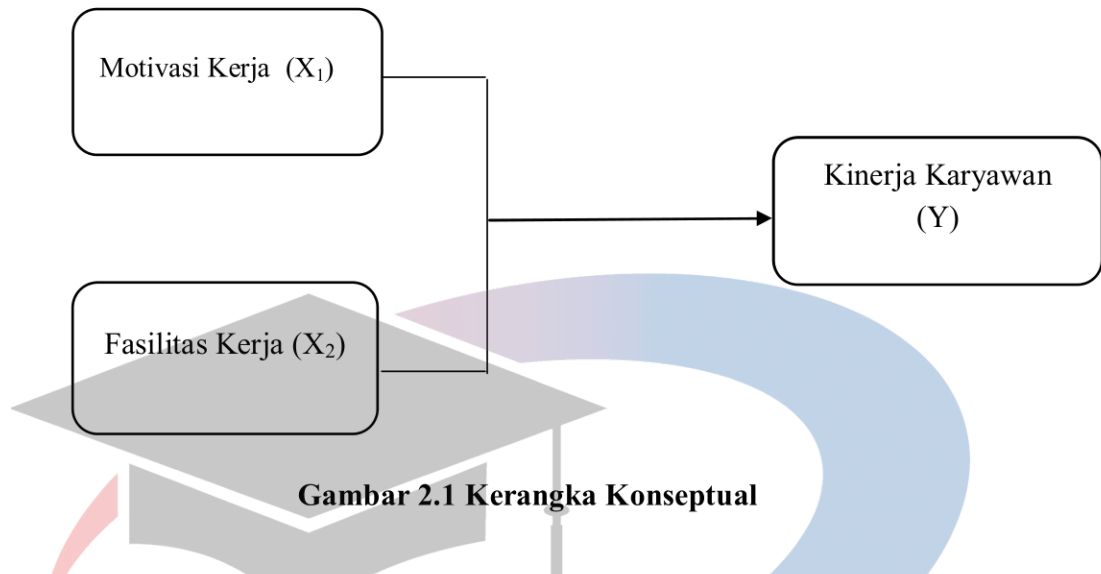 Motivasi Kerja (X₁)
Kinerja Karyawan
(Y)
Fasilitas Kerja (X₂)
Gambar 2.1 Kerangka Konseptual